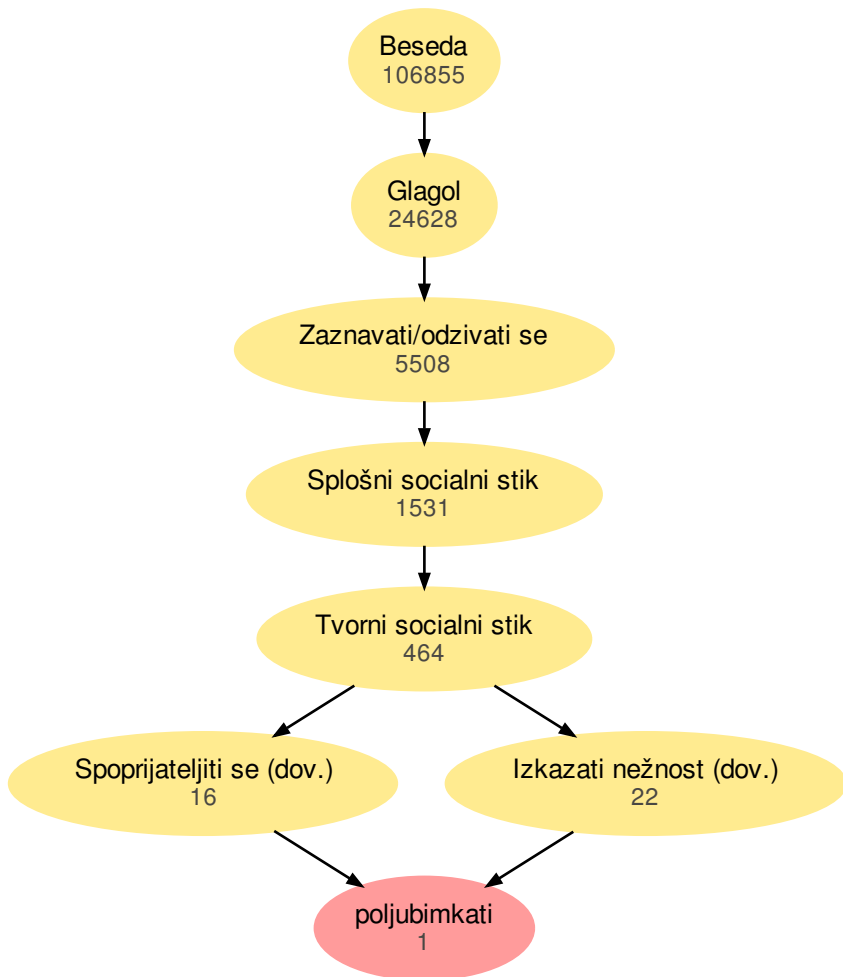 Beseda
106855
Glagol
24628
Zaznavati/odzivati se
5508
Splošni socialni stik
1531
Tvorni socialni stik
464
Spoprijateljiti se (dov.)
16
Izkazati nežnost (dov.)
22
poljubimkati
1